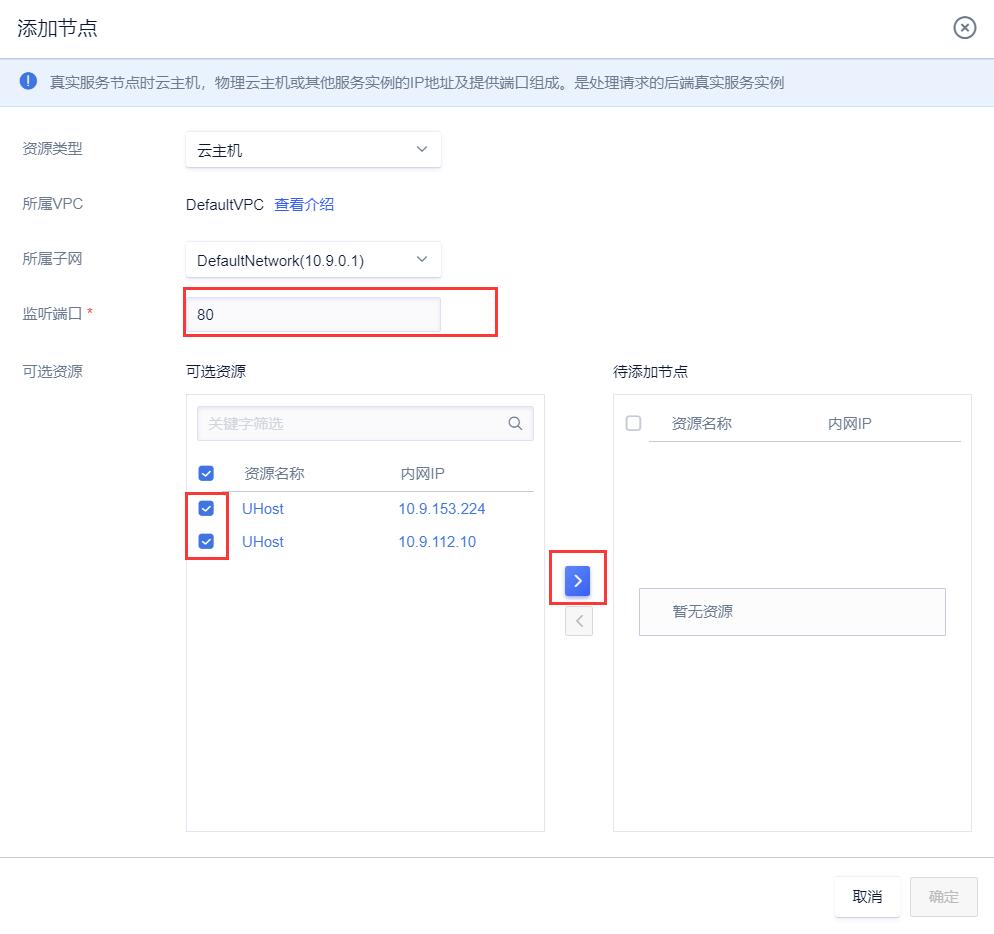 添加节点
真实服务节点时云主机，物理云主机或其他服务实例的IP地址及提供端口组成。是处理请求的后端真实服务实例
资源类型
云主机
所属VPC
DefaultVPC 查看介绍
所属子网
DefaultNetwork(10.9.0.1)
监听端口 *
80
可选资源
可选资源
待添加节点
关键字筛选
资源名称 内网IP
资源名称 内网IP
UHost 10.9.153.224
UHost 10.9.112.10
暂无资源
取消 确定